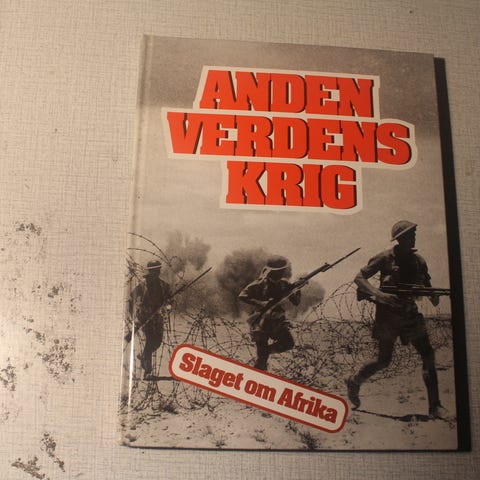 ANDEN
VERDENS
KRIG
Slaget om Afrika